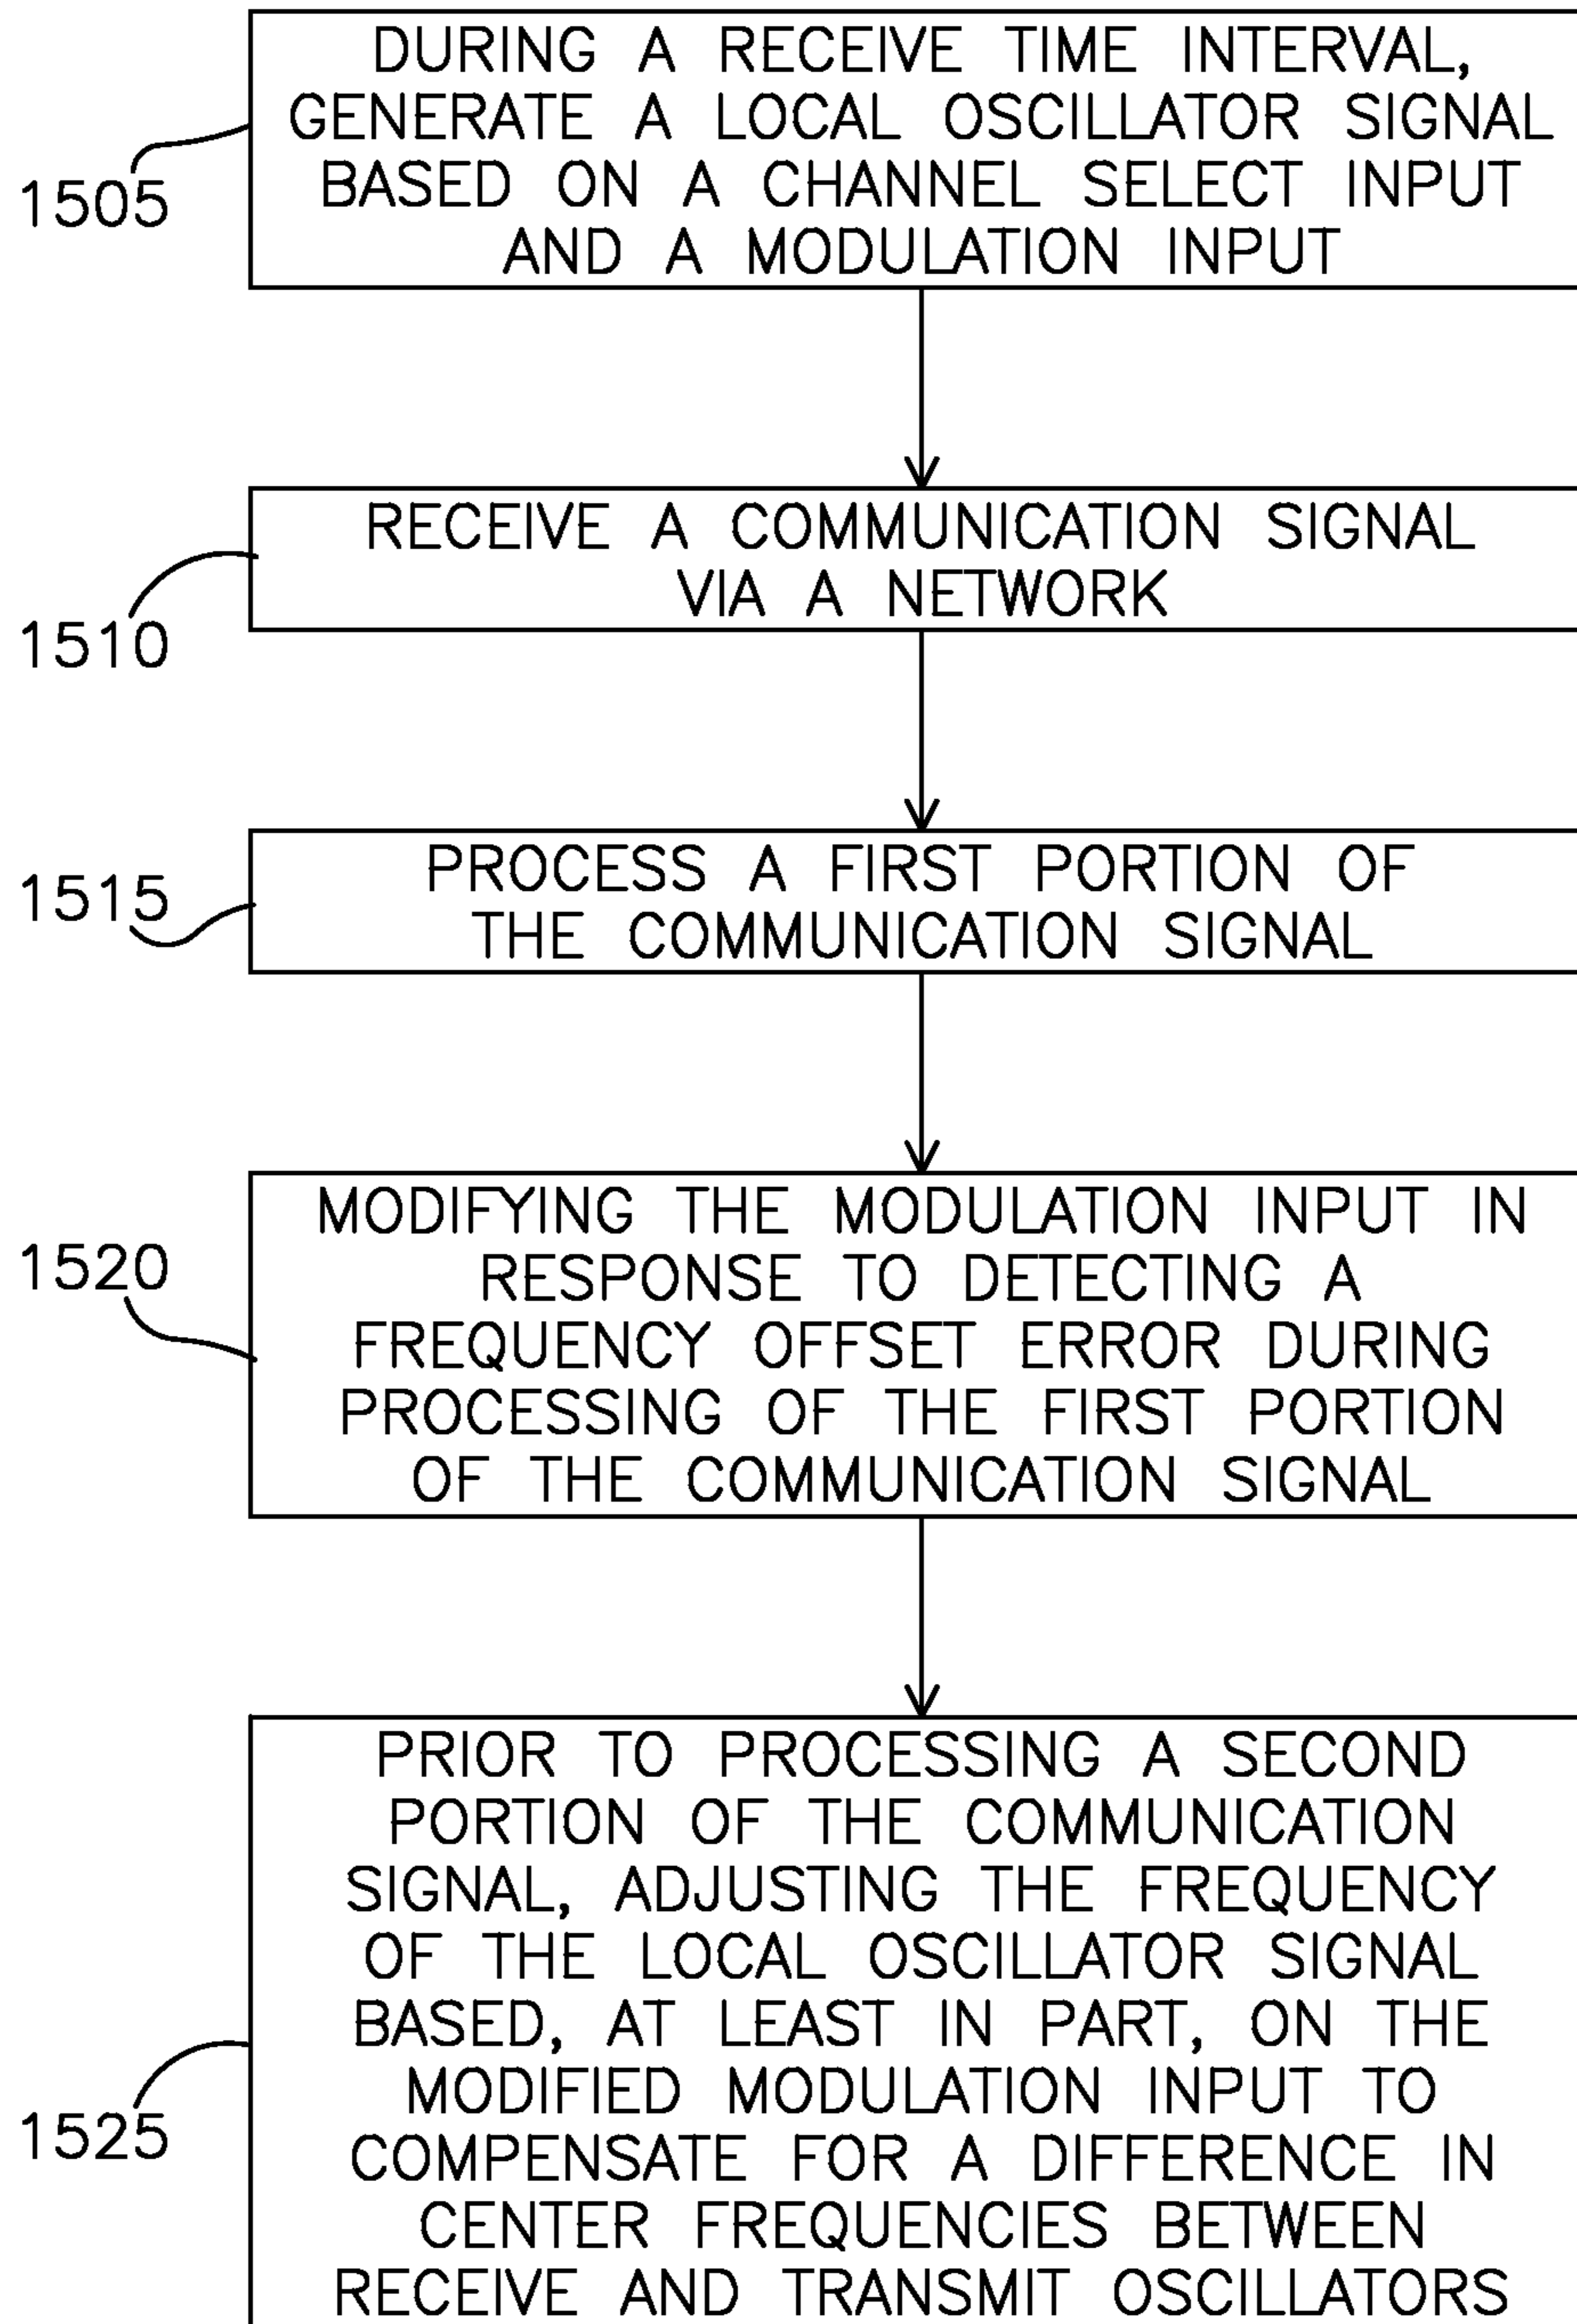 DURING A RECEIVE TIME INTERVAL,
GENERATE A LOCAL OSCILLATOR SIGNAL
BASED ON A CHANNEL SELECT INPUT
AND A MODULATION INPUT
1505
RECEIVE A COMMUNICATION SIGNAL
VIA A NETWORK
1510
PROCESS A FIRST PORTION OF
THE COMMUNICATION SIGNAL
1515
MODIFYING THE MODULATION INPUT IN
RESPONSE TO DETECTING A
FREQUENCY OFFSET ERROR DURING
PROCESSING OF THE FIRST PORTION
OF THE COMMUNICATION SIGNAL
1520
PRIOR TO PROCESSING A SECOND
PORTION OF THE COMMUNICATION
SIGNAL, ADJUSTING THE FREQUENCY
OF THE LOCAL OSCILLATOR SIGNAL
BASED, AT LEAST IN PART, ON THE
MODIFIED MODULATION INPUT TO
COMPENSATE FOR A DIFFERENCE IN
CENTER FREQUENCIES BETWEEN
RECEIVE AND TRANSMIT OSCILLATORS
1525